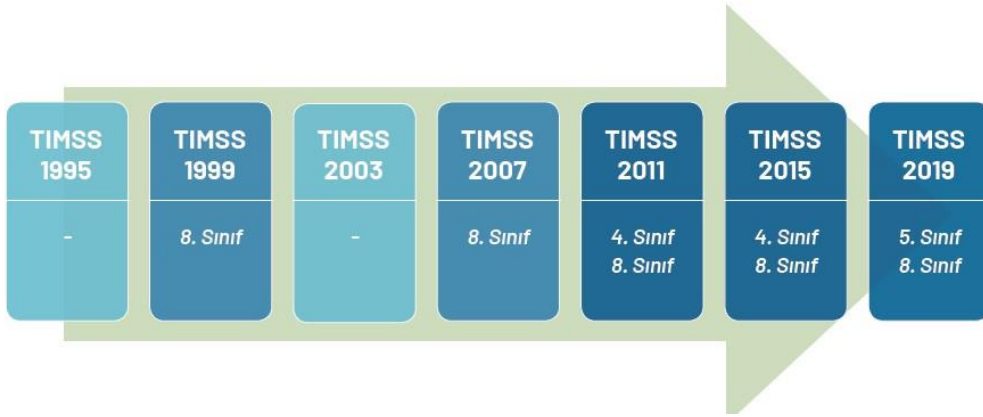 TIMSS
1995
-
TIMSS
1999
8. Sınıf
TIMSS
2003
-
TIMSS
2007
8. Sınıf
TIMSS
2011
4. Sınıf
8. Sınıf
TIMSS
2015
4. Sınıf
8. Sınıf
TIMSS
2019
5. Sınıf
8. Sınıf